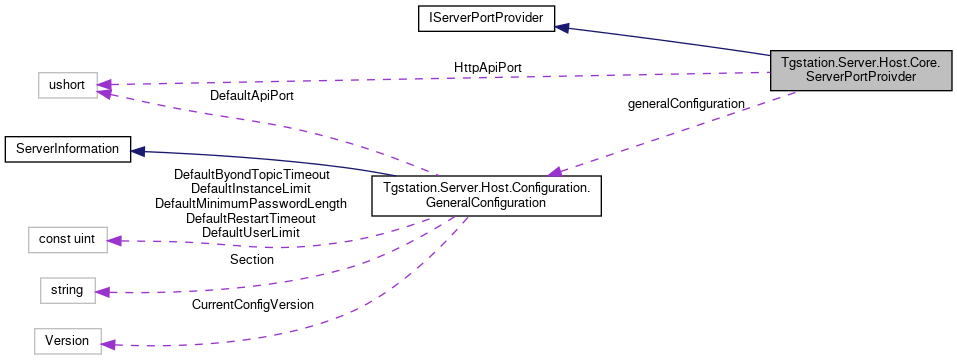 IServerPortProvider
Tgstation.Server.Host.Core.
ServerPortProivder
HttpApiPort
ushort
DefaultApiPort
generalConfiguration
ServerInformation
DefaultByondTopicTimeout
DefaultInstanceLimit
DefaultMinimumPasswordLength
DefaultRestartTimeout
DefaultUserLimit
Tgstation.Server.Host.Configuration.
GeneralConfiguration
const uint
Section
string
CurrentConfigVersion
Version